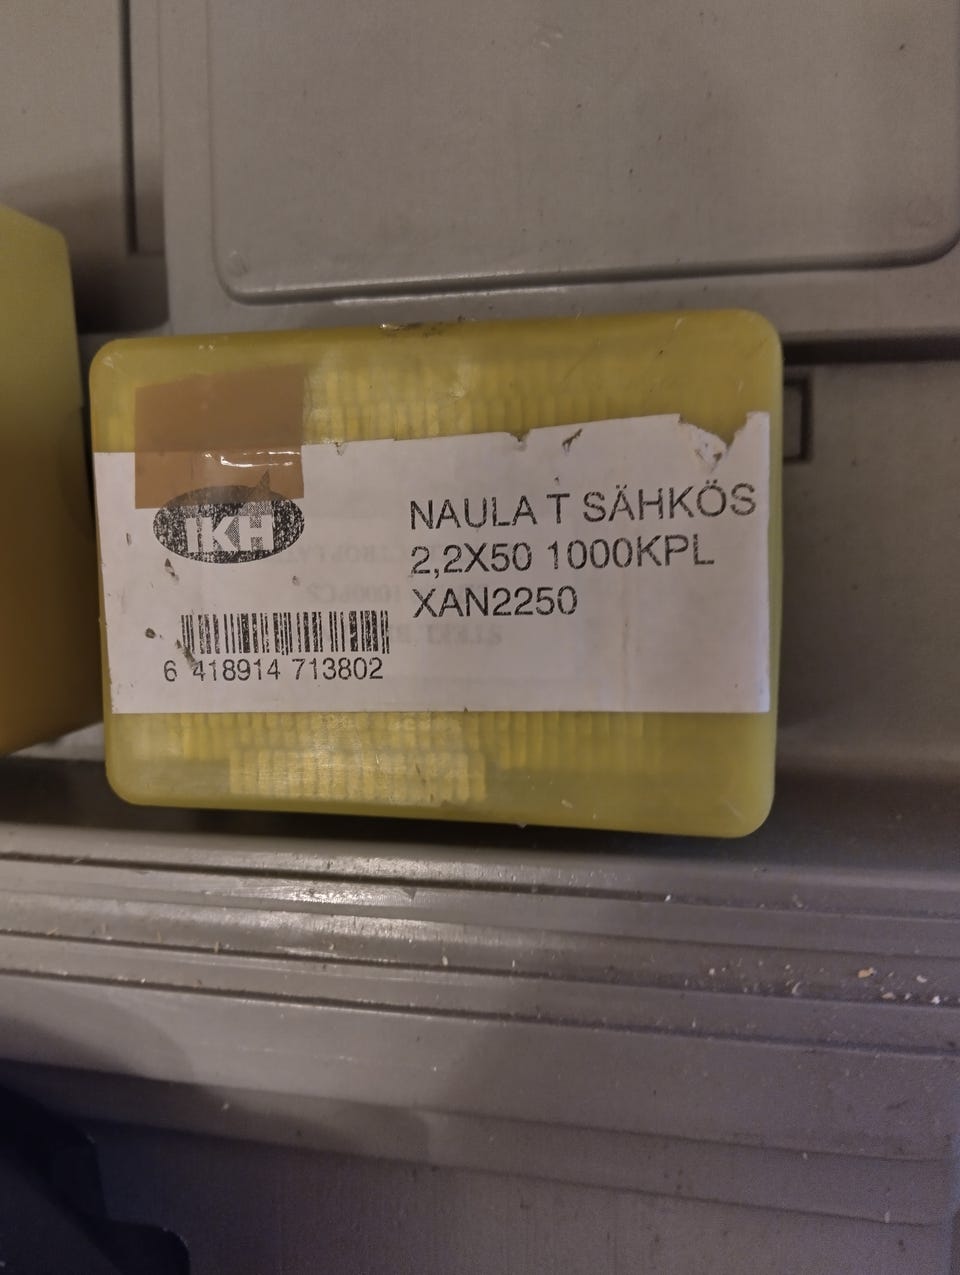 IKH
NAULA T SÄHKÖS
2,2X50 1000KPL
XAN2250
6 418914 713802